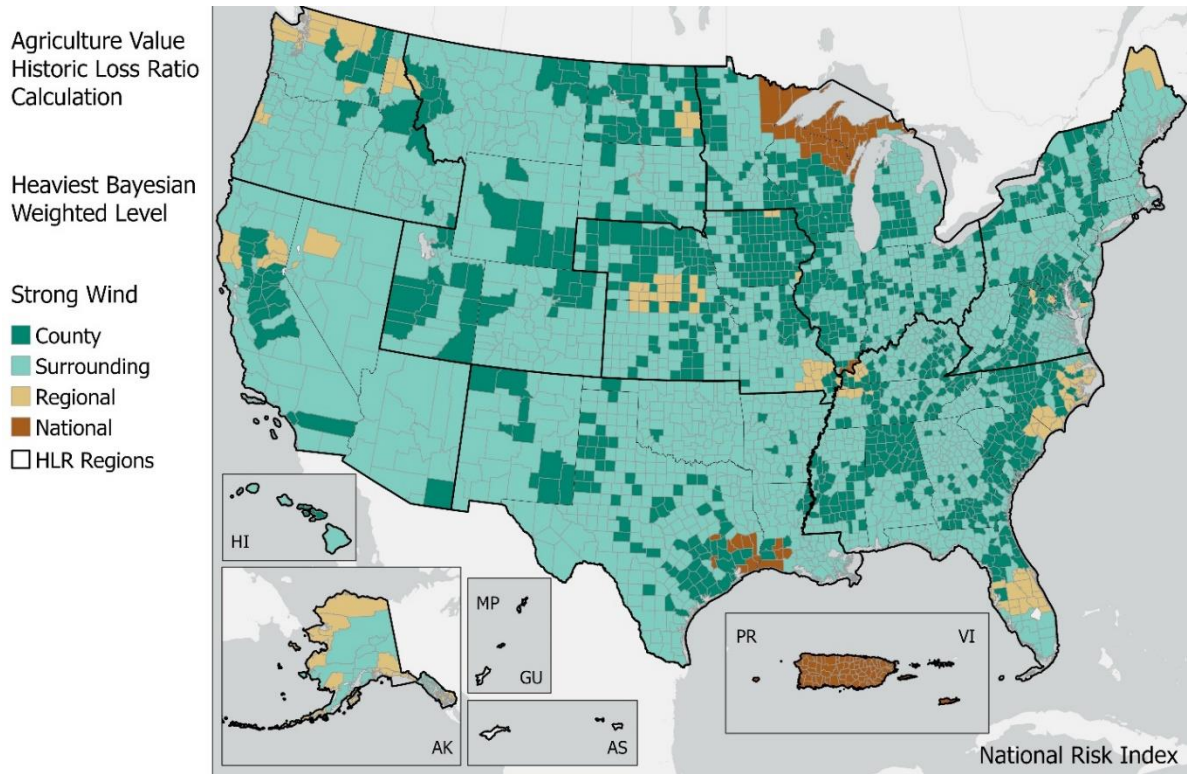 Agriculture Value
Historic Loss Ratio
Calculation
Heaviest Bayesian
Weighted Level
Strong Wind
County
Surrounding
Regional
National
HLR Regions
HI
AK
MP
GU
AS
PR
VI
National Risk Index